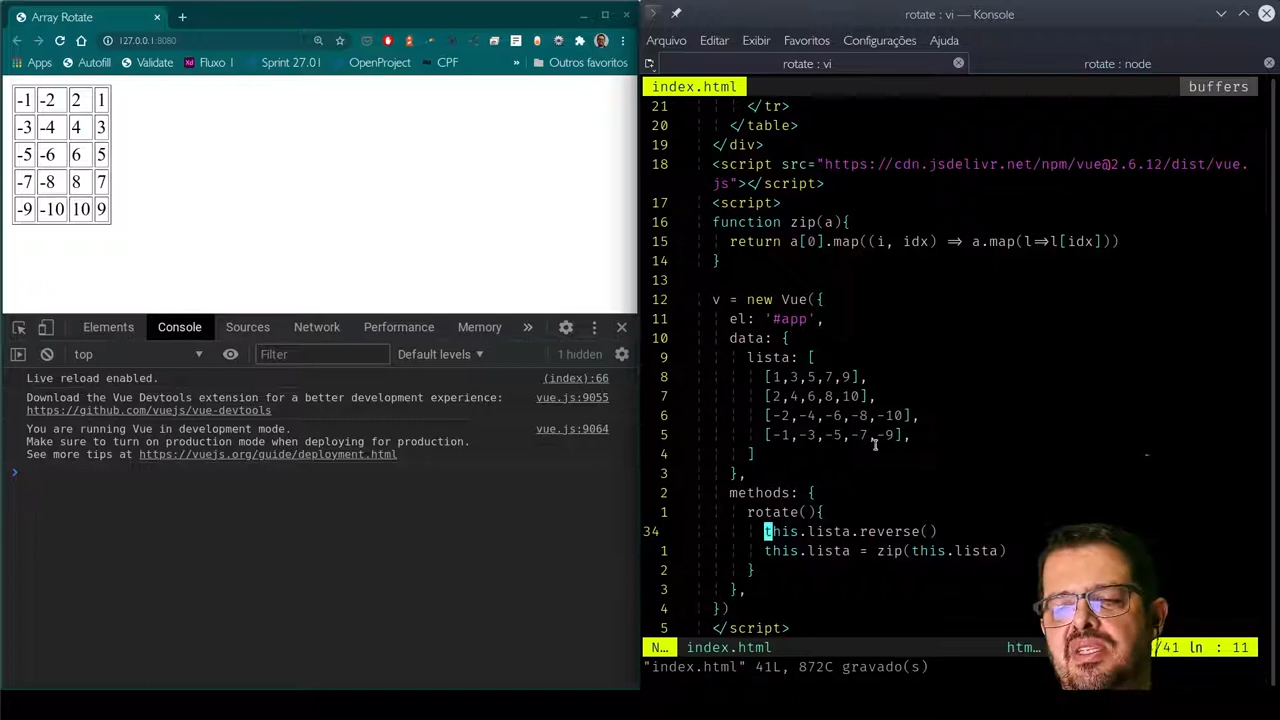 Array Rotate
127.0.0.1:8080
Apps Autofill Validate Fluxo | Sprint 27.01 OpenProject CPF » Outros favoritos
-1 -2 2 1
-3 -4 4 3
-5 -6 6 5
-7 -8 8 7
-9 -10 10 9
Elements Console Sources Network Performance Memory »
top Filter Default levels 1 hidden
Live reload enabled. (index):66
Download the Vue Devtools extension for a better development experience: vue.js:9055
https://github.com/vuejs/vue-devtools
You are running Vue in development mode. vue.js:9064
Make sure to turn on production mode when deploying for production.
See more tips at https://vuejs.org/guide/deployment.html
rotate : vi — Konsole
Arquivo Editar Exibir Favoritos Configurações Ajuda
rotate : vi rotate : node
index.html buffers
21 </tr>
20 </table>
19 </div>
18 <script src="https://cdn.jsdelivr.net/npm/vue@2.6.12/dist/vue.
js"></script>
17 <script>
16 function zip(a){
15 return a[0].map((i, idx) => a.map(l=>l[idx]))
14 }
13
12 v = new Vue({
11 el: '#app',
10 data: {
9 lista: [
8 [1,3,5,7,9],
7 [2,4,6,8,10],
6 [-2,-4,-6,-8,-10],
5 [-1,-3,-5,-7,-9],
4 ]
3 },
2 methods: {
1 rotate(){
34 this.lista.reverse()
1 this.lista = zip(this.lista)
2 }
3 },
4 })
5 </script>
N… index.html htm… /41 ln : 11
"index.html" 41L, 872C gravado(s)